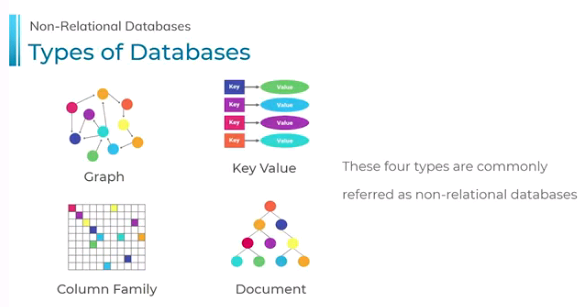 Non-Relational Databases
Types of Databases
Key Value
Key Value
Key Value
Key Value
Graph
Key Value
These four types are commonly
referred as non-relational databases
Column Family
Document